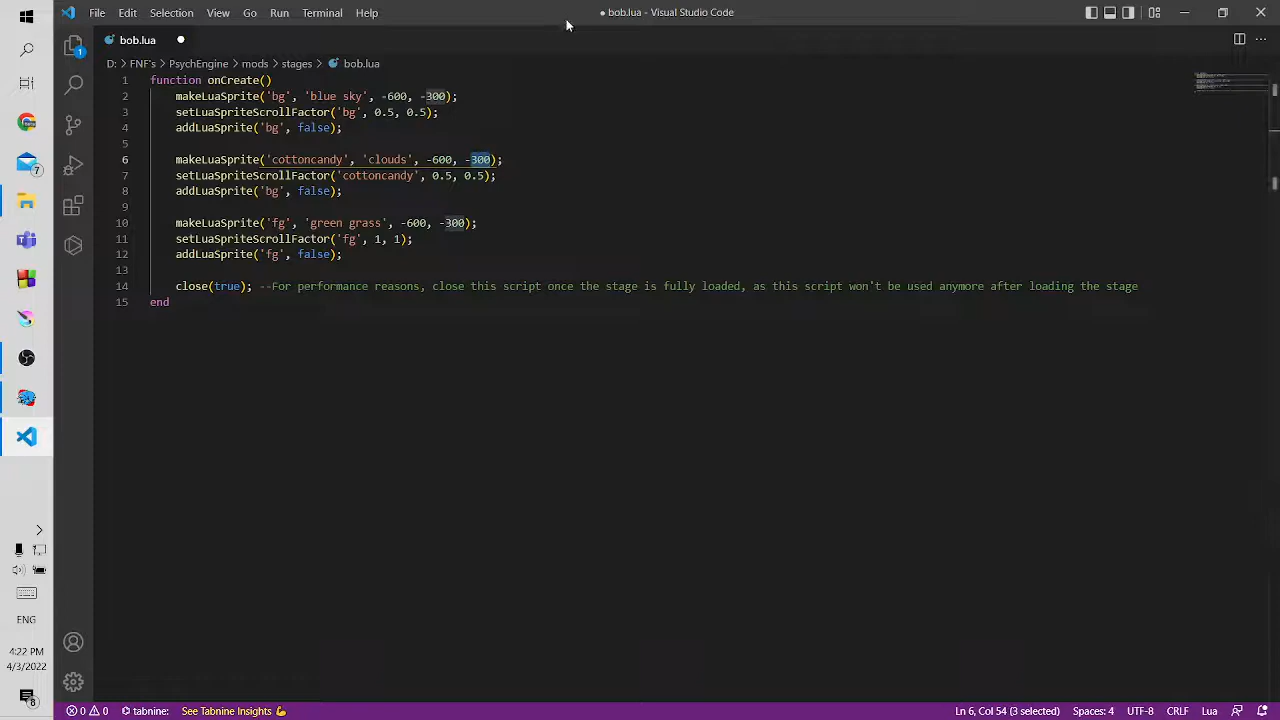 File Edit Selection View Go Run Terminal Help
● bob.lua - Visual Studio Code
bob.lua
1
D: > FNF's > PsychEngine > mods > stages > bob.lua
1 function onCreate()
2 makeLuaSprite('bg', 'blue sky', -600, -300);
3 setLuaSpriteScrollFactor('bg', 0.5, 0.5);
4 addLuaSprite('bg', false);
5
6 makeLuaSprite('cottoncandy', 'clouds', -600, -300);
7 setLuaSpriteScrollFactor('cottoncandy', 0.5, 0.5);
8 addLuaSprite('bg', false);
9
10 makeLuaSprite('fg', 'green grass', -600, -300);
11 setLuaSpriteScrollFactor('fg', 1, 1);
12 addLuaSprite('fg', false);
13
14 close(true); --For performance reasons, close this script once the stage is fully loaded, as this script won't be used anymore after loading the stage
15 end
7
ENG
4:22 PM
4/3/2022
8
0 0 tabnine: See Tabnine Insights 💪
Ln 6, Col 54 (3 selected) Spaces: 4 UTF-8 CRLF Lua